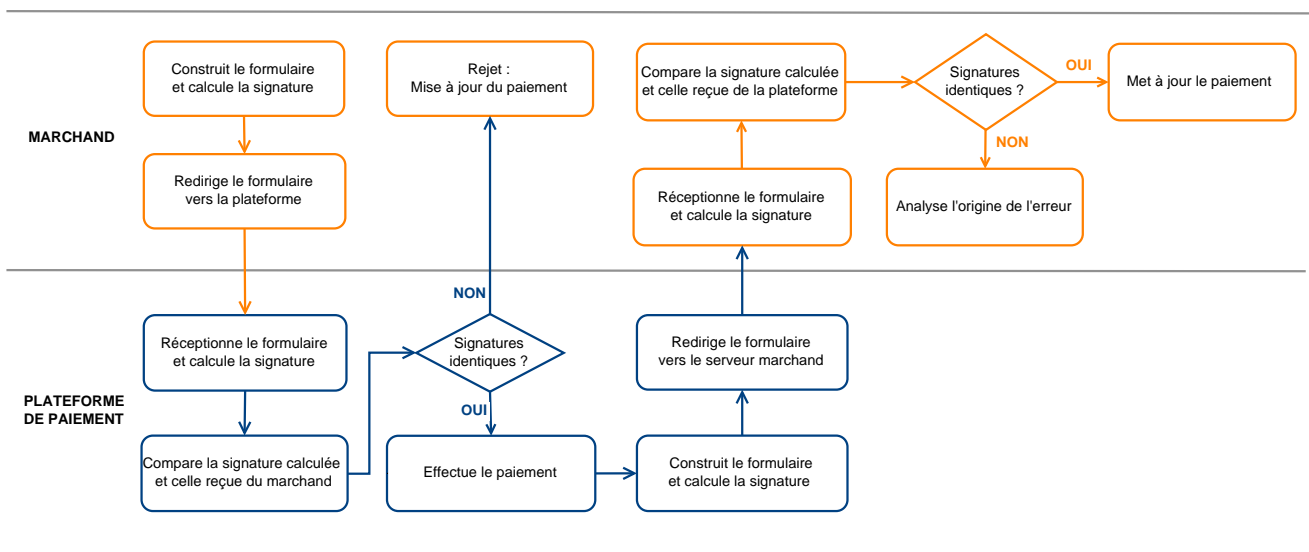 MARCHAND
Construit le formulaire
et calcule la signature
Redirige le formulaire
vers la plateforme
Rejet :
Mise à jour du paiement
Compare la signature calculée
et celle reçue de la plateforme
Réceptionne le formulaire
et calcule la signature
Signatures
identiques ?
OUI
Met à jour le paiement
NON
Analyse l'origine de l'erreur
PLATEFORME
DE PAIEMENT
Réceptionne le formulaire
et calcule la signature
Compare la signature calculée
et celle reçue du marchand
NON
Signatures
identiques ?
OUI
Effectue le paiement
Redirige le formulaire
vers le serveur marchand
Construit le formulaire
et calcule la signature